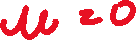 μ = 0